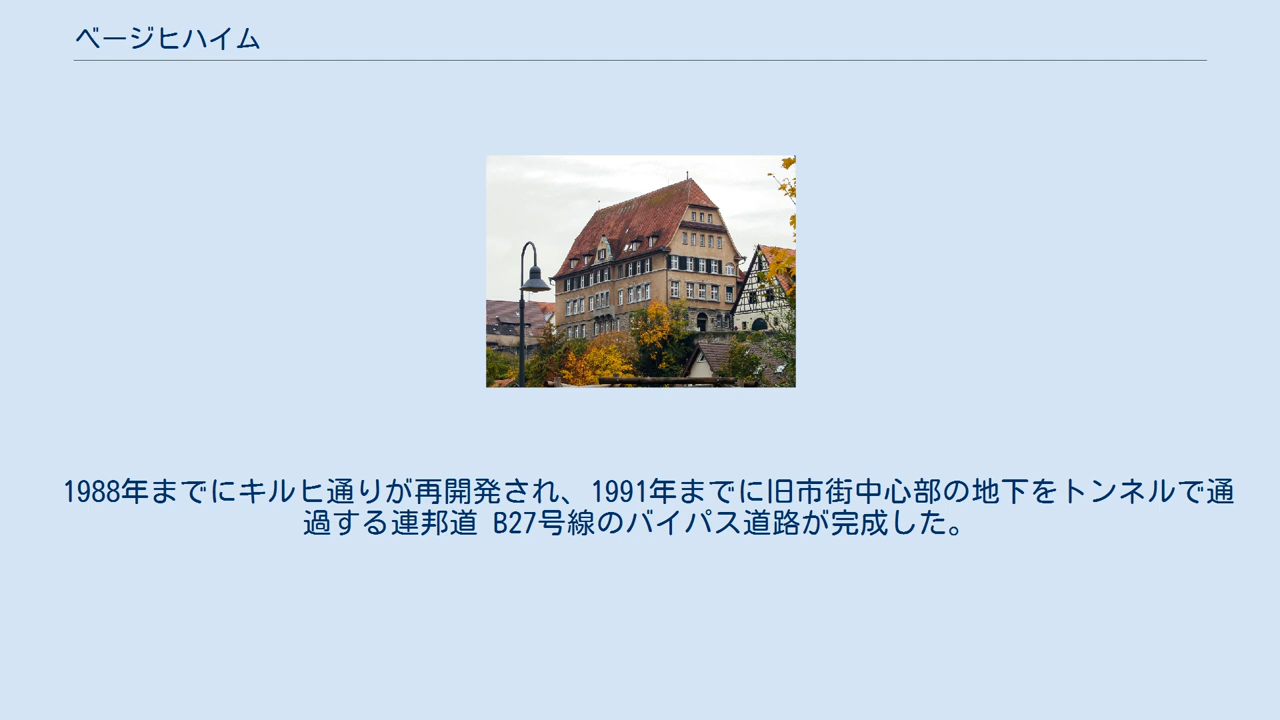 ベージヒハイム
1988年までにキルヒ通りが再開発され、1991年までに旧市街中心部の地下をトンネルで通
過する連邦道 B27号線のバイパス道路が完成した。